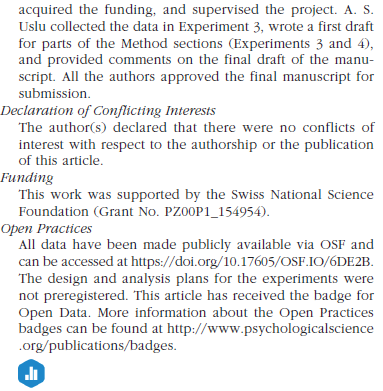 acquired the funding, and supervised the project. A. S.
Uslu collected the data in Experiment 3, wrote a first draft
for parts of the Method sections (Experiments 3 and 4),
and provided comments on the final draft of the manu-
script. All the authors approved the final manuscript for
submission.
Declaration of Conflicting Interests
The author(s) declared that there were no conflicts of
interest with respect to the authorship or the publication
of this article.
Funding
This work was supported by the Swiss National Science
Foundation (Grant No. PZ00P1_154954).
Open Practices
All data have been made publicly available via OSF and
can be accessed at https://doi.org/10.17605/OSF.IO/6DE2B.
The design and analysis plans for the experiments were
not preregistered. This article has received the badge for
Open Data. More information about the Open Practices
badges can be found at http://www.psychologicalscience
.org/publications/badges.